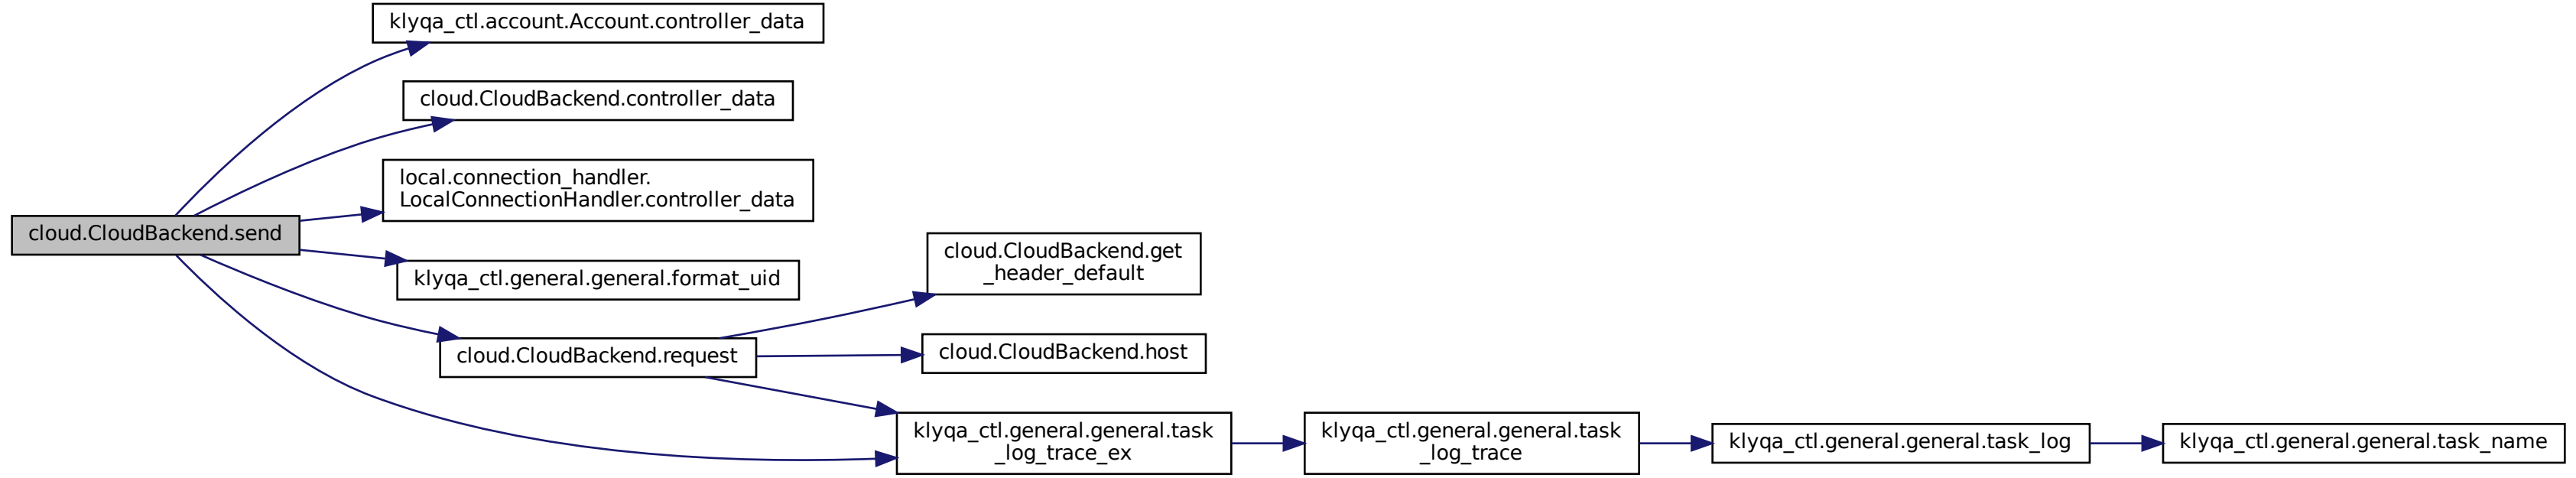 klyqa_ctl.account.Account.controller_data
cloud.CloudBackend.controller_data
local.connection_handler.
LocalConnectionHandler.controller_data
cloud.CloudBackend.send
klyqa_ctl.general.general.format_uid
cloud.CloudBackend.request
cloud.CloudBackend.get
_header_default
cloud.CloudBackend.host
klyqa_ctl.general.general.task
_log_trace_ex
klyqa_ctl.general.general.task
_log_trace
klyqa_ctl.general.general.task_log
klyqa_ctl.general.general.task_name